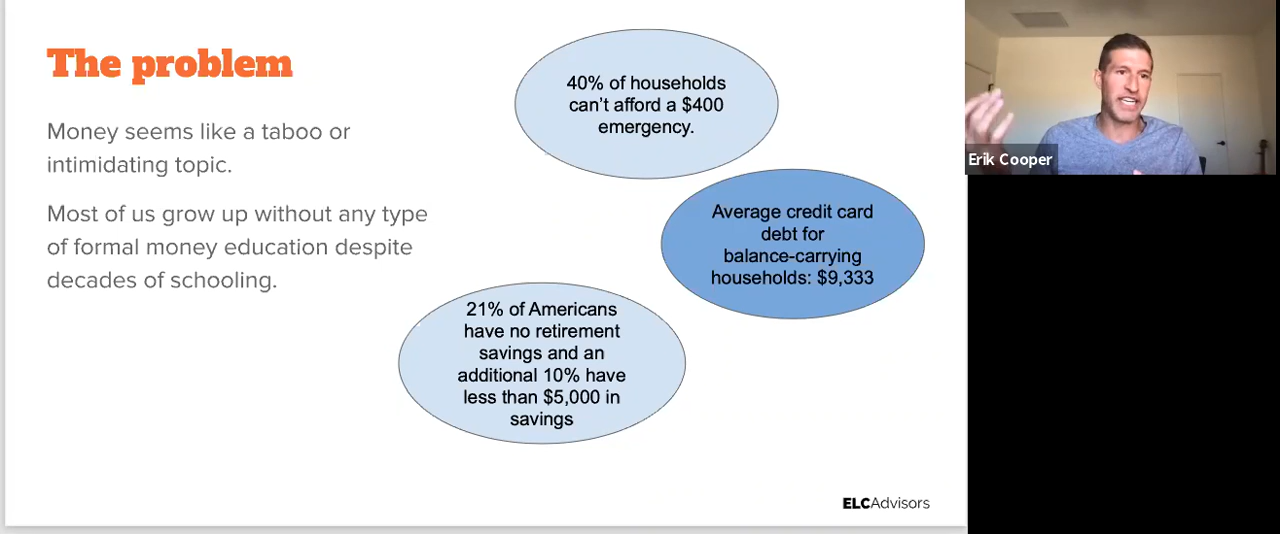 The problem
Money seems like a taboo or
intimidating topic.
Most of us grow up without any type
of formal money education despite
decades of schooling.
40% of households
can't afford a $400
emergency.
Average credit card
debt for
balance-carrying
households: $9,333
21% of Americans
have no retirement
savings and an
additional 10% have
less than $5,000 in
savings
ELCAdvisors
Erik Cooper